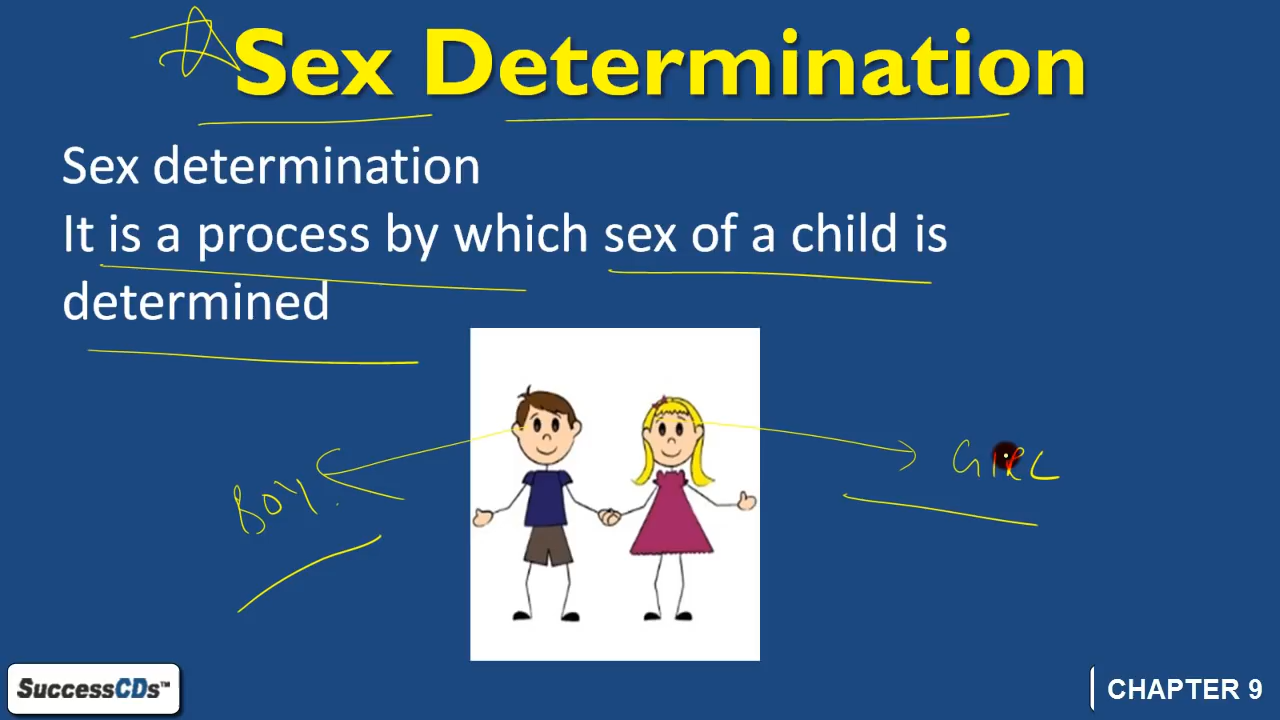 Sex Determination
Sex determination
It is a process by which sex of a child is
determined
BOY.
GIRL
SuccessCDs™
CHAPTER 9